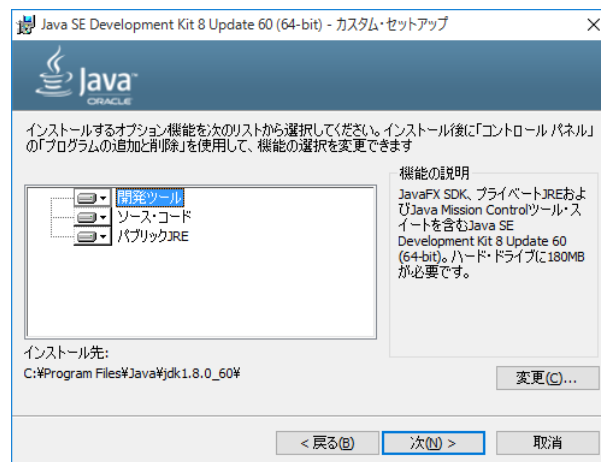 Java SE Development Kit 8 Update 60 (64-bit) - カスタム・セットアップ
Java
ORACLE
インストールするオプション機能を次のリストから選択してください。インストール後に「コントロール パネル」
の「プログラムの追加と削除」を使用して、機能の選択を変更できます
開発ツール
ソース・コード
パブリックJRE
機能の説明
JavaFX SDK、プライベートJREおよ
びJava Mission Controlツール・ス
イートを含むJava SE
Development Kit 8 Update 60
(64-bit)。ハード・ドライブに180MB
が必要です。
インストール先:
C:¥Program Files¥Java¥jdk1.8.0_60¥
変更(C)...
< 戻る(B)
次(N) >
取消